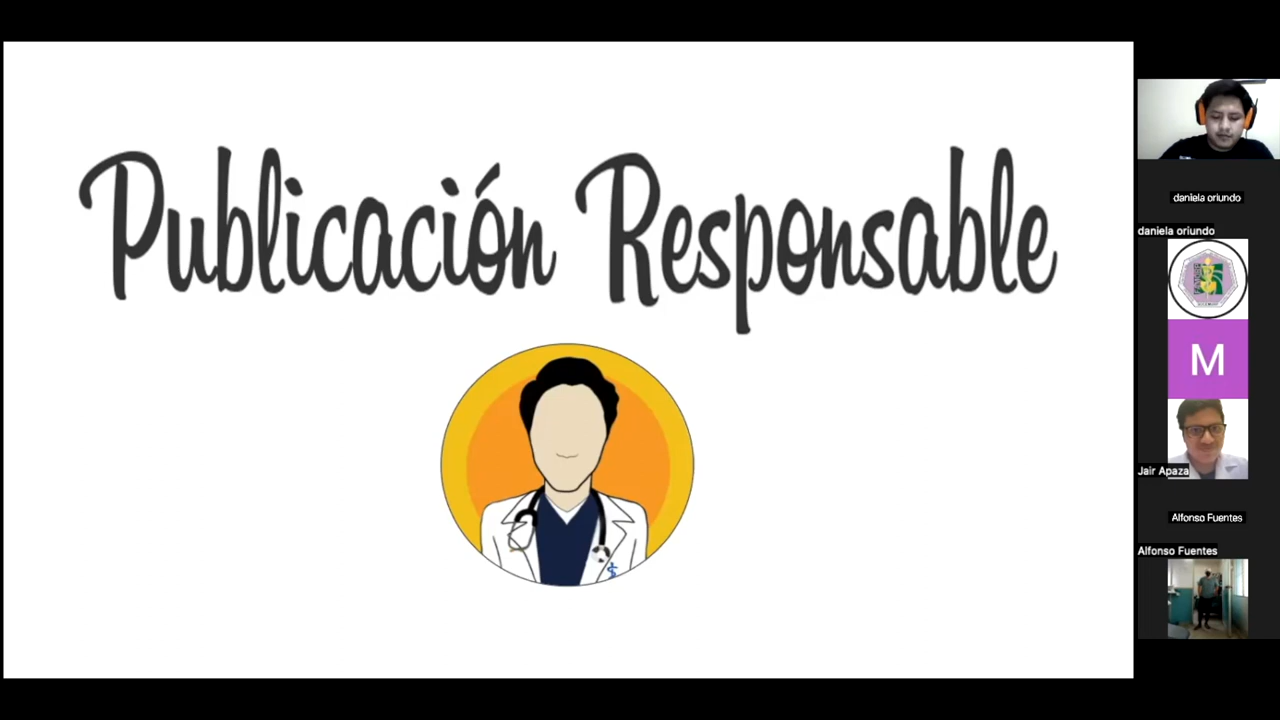 Publicación Responsable
daniela oriundo
daniela oriundo
M
Jair Apaza
Alfonso Fuentes
Alfonso Fuentes